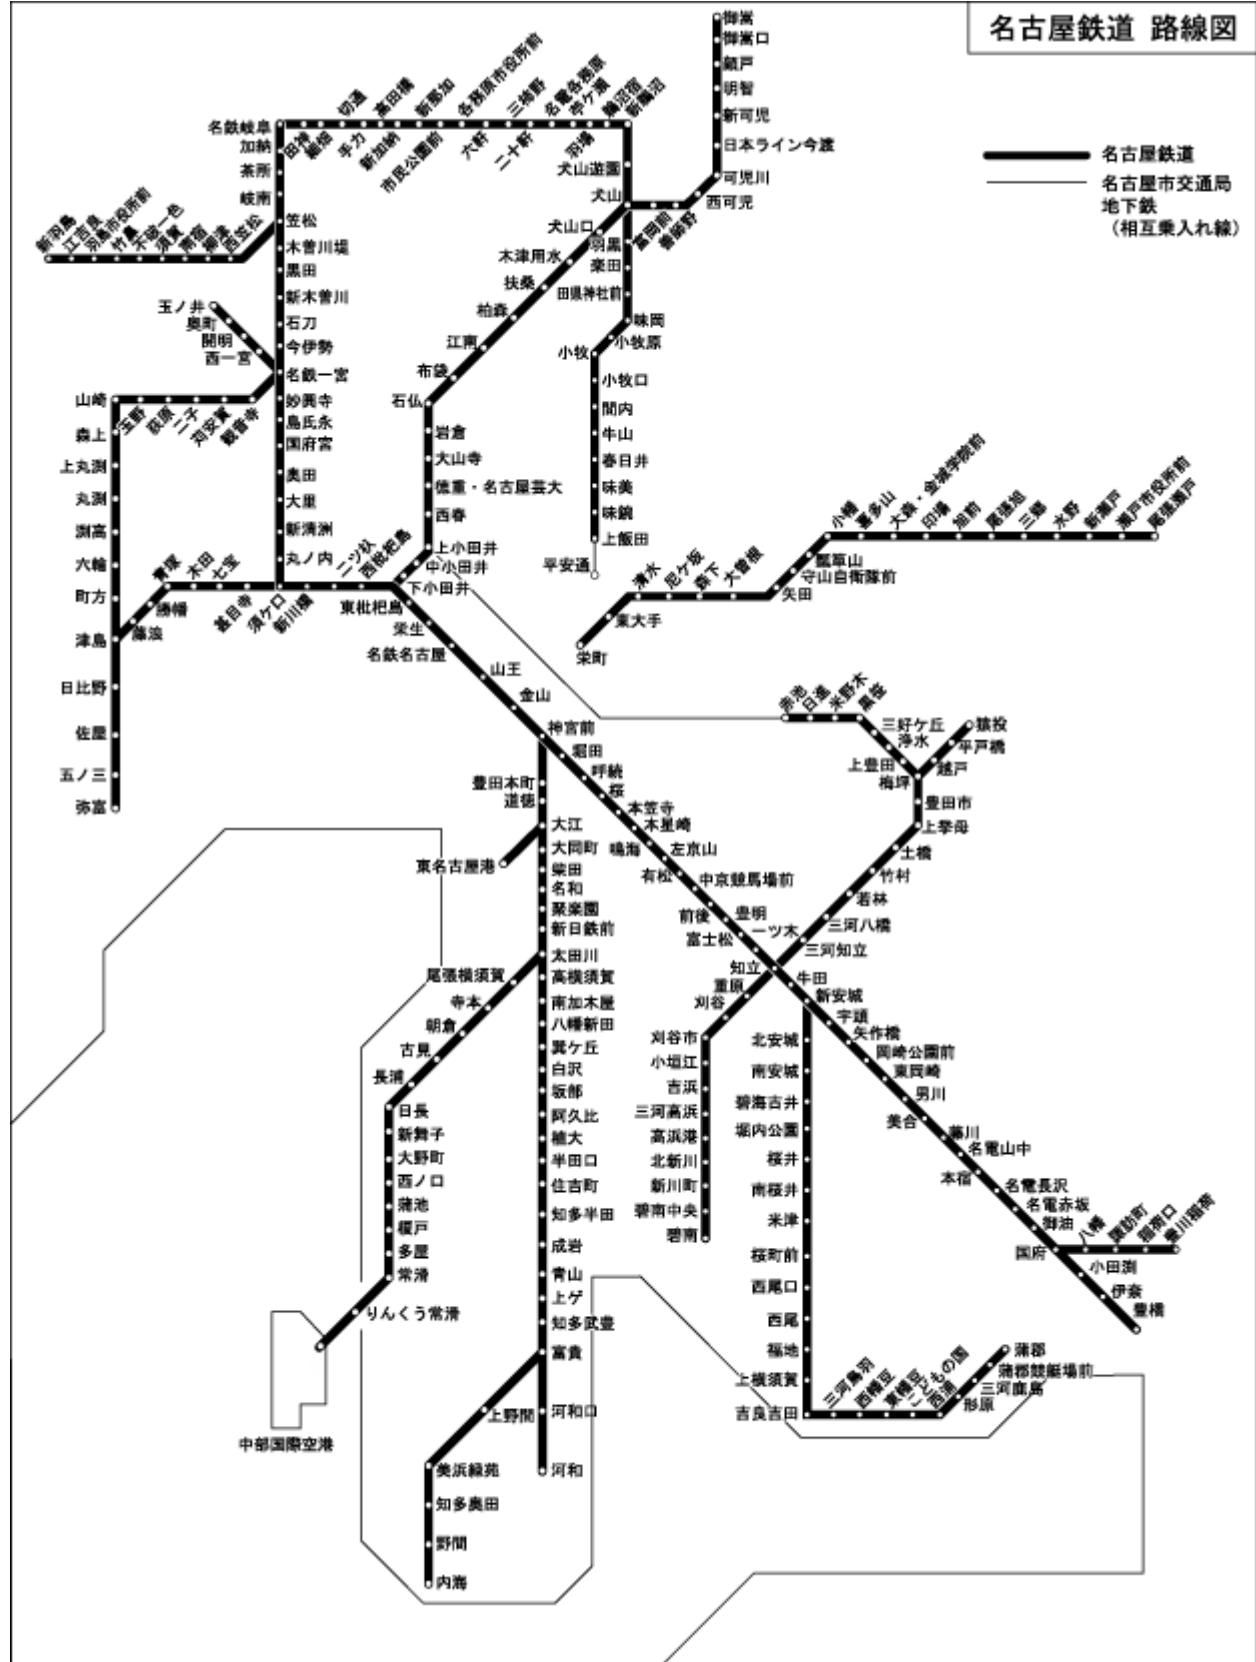 名古屋鉄道 路線図
名古屋鉄道
名古屋市交通局
地下鉄
(相互乗入れ線)
御嵩
御嵩口
顔戸
明智
新可児
日本ライン今渡
可児川
西可児
善師野
富岡前
犬山
犬山遊園
新鵜沼
鵜沼宿
羽場
苧ケ瀬
名電各務原
二十軒
三柿野
六軒
各務原市役所前
市民公園前
新那加
新加納
高田橋
手力
切通
細畑
田神
名鉄岐阜
加納
茶所
岐南
笠松
木曽川堤
黒田
新木曽川
石刀
今伊勢
名鉄一宮
妙興寺
島氏永
国府宮
奥田
大里
新清洲
丸ノ内
須ケ口
新羽島
江吉良
羽島市役所前
竹鼻
不破一色
須賀
南宿
柳津
西笠松
玉ノ井
奥町
開明
西一宮
山崎
玉野
萩原
二子
苅安賀
観音寺
森上
上丸渕
丸渕
渕高
六輪
町方
津島
日比野
佐屋
五ノ三
弥富
藤浪
勝幡
青塚
木田
七宝
甚目寺
新川橋
二ツ杁
西枇杷島
東枇杷島
栄生
名鉄名古屋
山王
金山
神宮前
犬山口
木津用水
扶桑
柏森
江南
布袋
石仏
岩倉
大山寺
徳重・名古屋芸大
西春
上小田井
中小田井
下小田井
羽黒
楽田
田県神社前
味岡
小牧原
小牧
小牧口
間内
牛山
春日井
味美
味鋺
上飯田
平安通
栄町
東大手
清水
尼ケ坂
森下
大曽根
矢田
守山自衛隊前
瓢箪山
小幡
喜多山
大森・金城学院前
印場
旭前
尾張旭
三郷
水野
新瀬戸
瀬戸市役所前
尾張瀬戸
赤池
日進
米野木
黒笹
三好ケ丘
浄水
上豊田
梅坪
猿投
平戸橋
越戸
豊田市
上挙母
土橋
竹村
若林
三河八橋
三河知立
知立
重原
刈谷
刈谷市
小垣江
吉浜
三河高浜
高浜港
北新川
新川町
碧南中央
碧南
堀田
呼続
桜
本笠寺
本星崎
鳴海
左京山
有松
中京競馬場前
前後
豊明
富士松
一ツ木
牛田
新安城
宇頭
矢作橋
岡崎公園前
東岡崎
男川
美合
藤川
名電山中
本宿
名電長沢
名電赤坂
御油
国府
八幡
諏訪町
稲荷口
豊川稲荷
小田渕
伊奈
豊橋
豊田本町
道徳
大江
東名古屋港
大同町
柴田
名和
聚楽園
新日鉄前
太田川
高横須賀
南加木屋
八幡新田
巽ケ丘
白沢
坂部
阿久比
植大
半田口
住吉町
知多半田
成岩
青山
上ゲ
知多武豊
富貴
河和口
河和
上野間
美浜緑苑
知多奥田
野間
内海
尾張横須賀
寺本
朝倉
古見
長浦
日長
新舞子
大野町
西ノ口
蒲池
榎戸
多屋
常滑
りんくう常滑
中部国際空港
北安城
南安城
碧海古井
堀内公園
桜井
南桜井
米津
桜町前
西尾口
西尾
福地
上横須賀
吉良吉田
三河鳥羽
西幡豆
東幡豆
こどもの国
西浦
形原
三河鹿島
蒲郡競艇場前
蒲郡